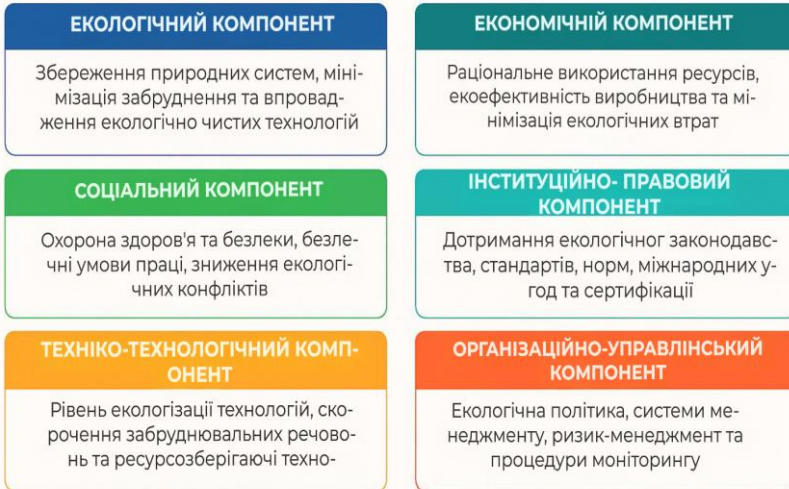 ЕКОЛОГІЧНИЙ КОМПОНЕНТ
Збереження природних систем, міні-
мізація забруднення та впровад-
ження екологічно чистих технологій
ЕКОНОМІЧНІЙ КОМПОНЕНТ
Раціональне використання ресурсів,
екоефективність виробництва та мі-
німізація екологічних втрат
СОЦІАЛЬНИЙ КОМПОНЕНТ
Охорона здоров'я та безлеки, безле-
чні умови праці, зниження екологі-
чних конфліктів
ІНСТИТУЦІЙНО- ПРАВОВИЙ
КОМПОНЕНТ
Дотримання екологічног законодавс-
тва, стандартів, норм, міжнародних у-
год та сертифікації
ТЕХНІКО-ТЕХНОЛОГІЧНИЙ КОМП-
ОНЕНТ
Рівень екологізації технологій, ско-
рочення забруднювальних речово-
нь та ресурсозберігаючі техно-
ОРГАНІЗАЦІЙНО-УПРАВЛІНСЬКИЙ
КОМПОНЕНТ
Екологічна політика, системи ме-
неджменту, ризик-менеджмент та
процедури моніторингу